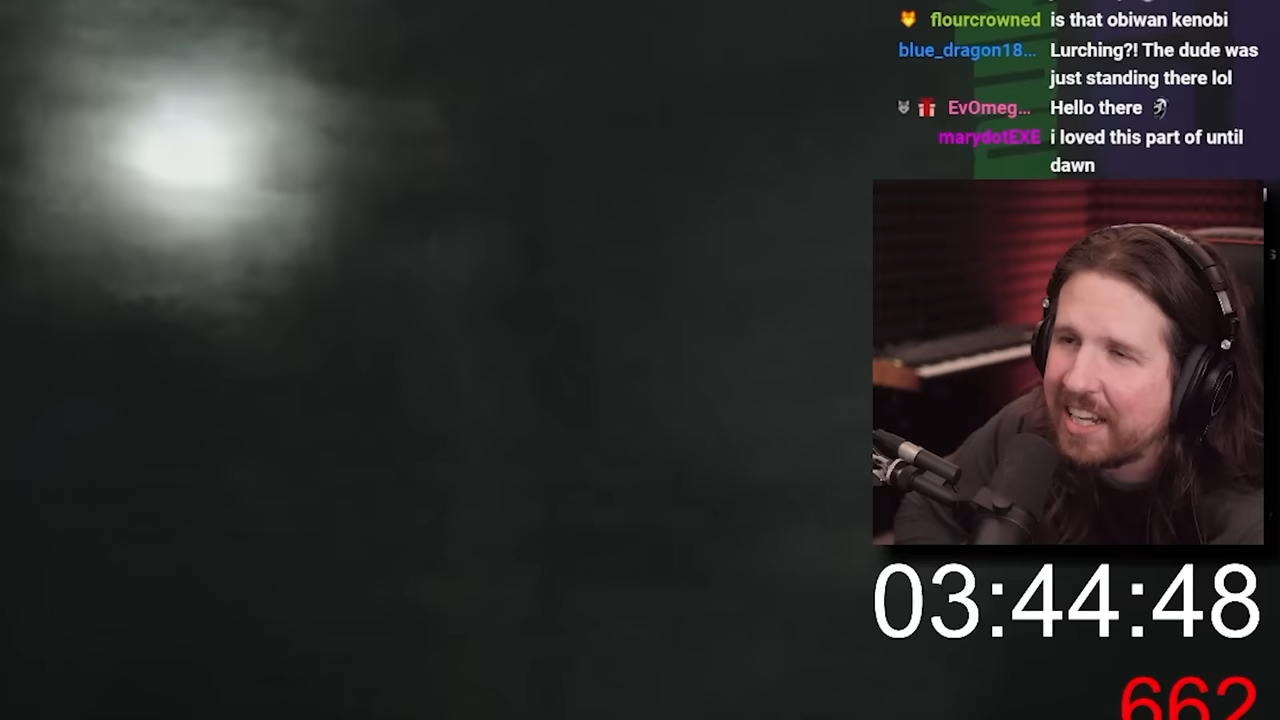 flourcrowned is that obiwan kenobi
blue_dragon18... Lurching?! The dude was
just standing there lol
EvOmeg... Hello there
marydotEXE i loved this part of until
dawn
03:44:48
662